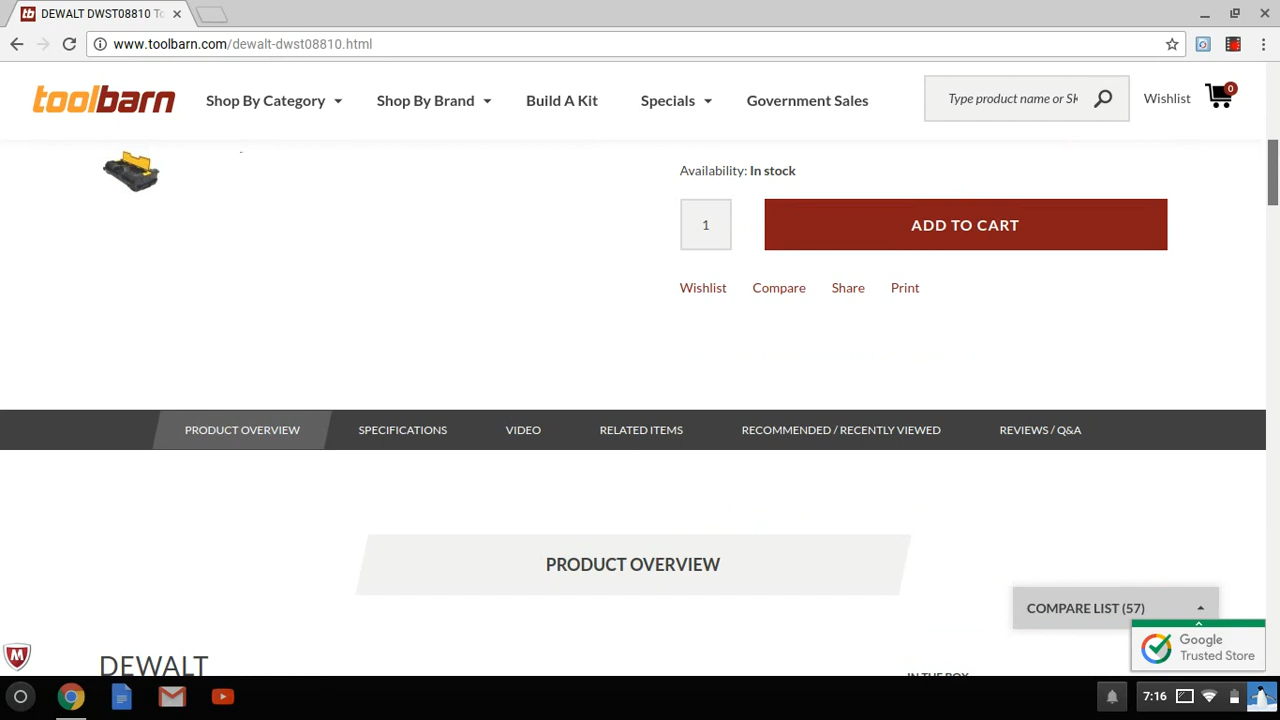 DEWALT DWST08810 To
www.toolbarn.com/dewalt-dwst08810.html
toolbarn
Shop By Category
Shop By Brand
Build A Kit
Specials
Government Sales
Type product name or SK
Wishlist
0
Availability: In stock
1
ADD TO CART
Wishlist
Compare
Share
Print
PRODUCT OVERVIEW
SPECIFICATIONS
VIDEO
RELATED ITEMS
RECOMMENDED / RECENTLY VIEWED
REVIEWS / Q&A
PRODUCT OVERVIEW
COMPARE LIST (57)
Google
Trusted Store
DEWALT
IN THE BOX
7:16